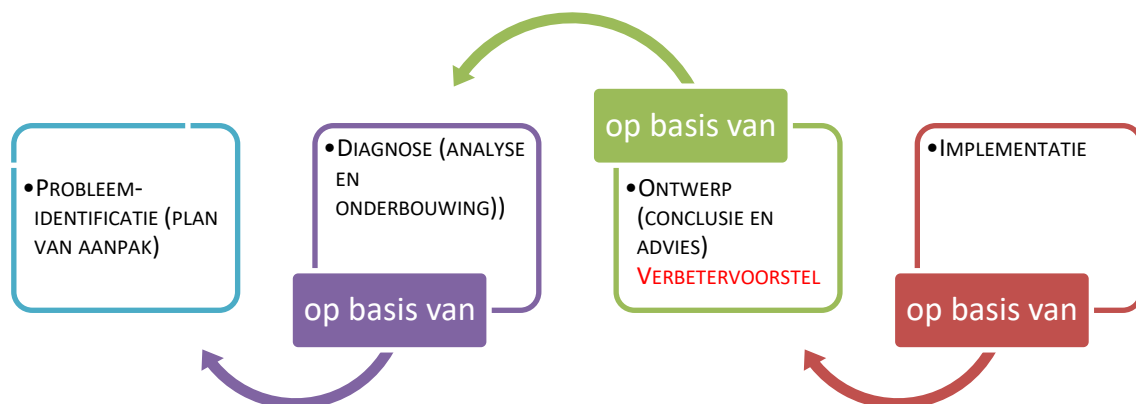 •PROBLEEM-
IDENTIFICATIE (PLAN
VAN AANPAK)
•DIAGNOSE (ANALYSE
EN
ONDERBOUWING))
op basis van
op basis van
•ONTWERP
(CONCLUSIE EN
ADVIES)
VERBETERVOORSTEL
•IMPLEMENTATIE
op basis van